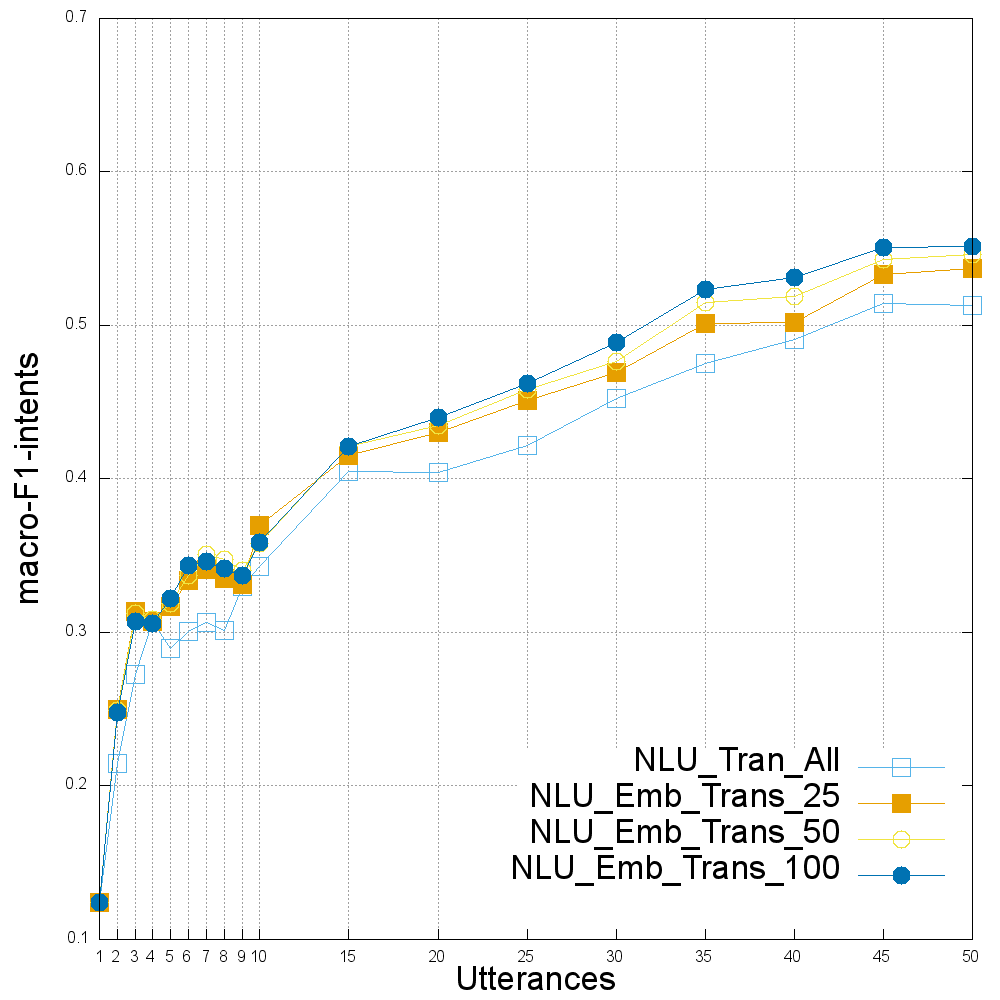 0.7
0.6
0.5
0.4
0.3
0.2
0.1
macro-F1-intents
NLU_Tran_All
NLU_Emb_Trans_25
NLU_Emb_Trans_50
NLU_Emb_Trans_100
1 2 3 4 5 6 7 8 9 10 15 20 25 30 35 40 45 50
Utterances